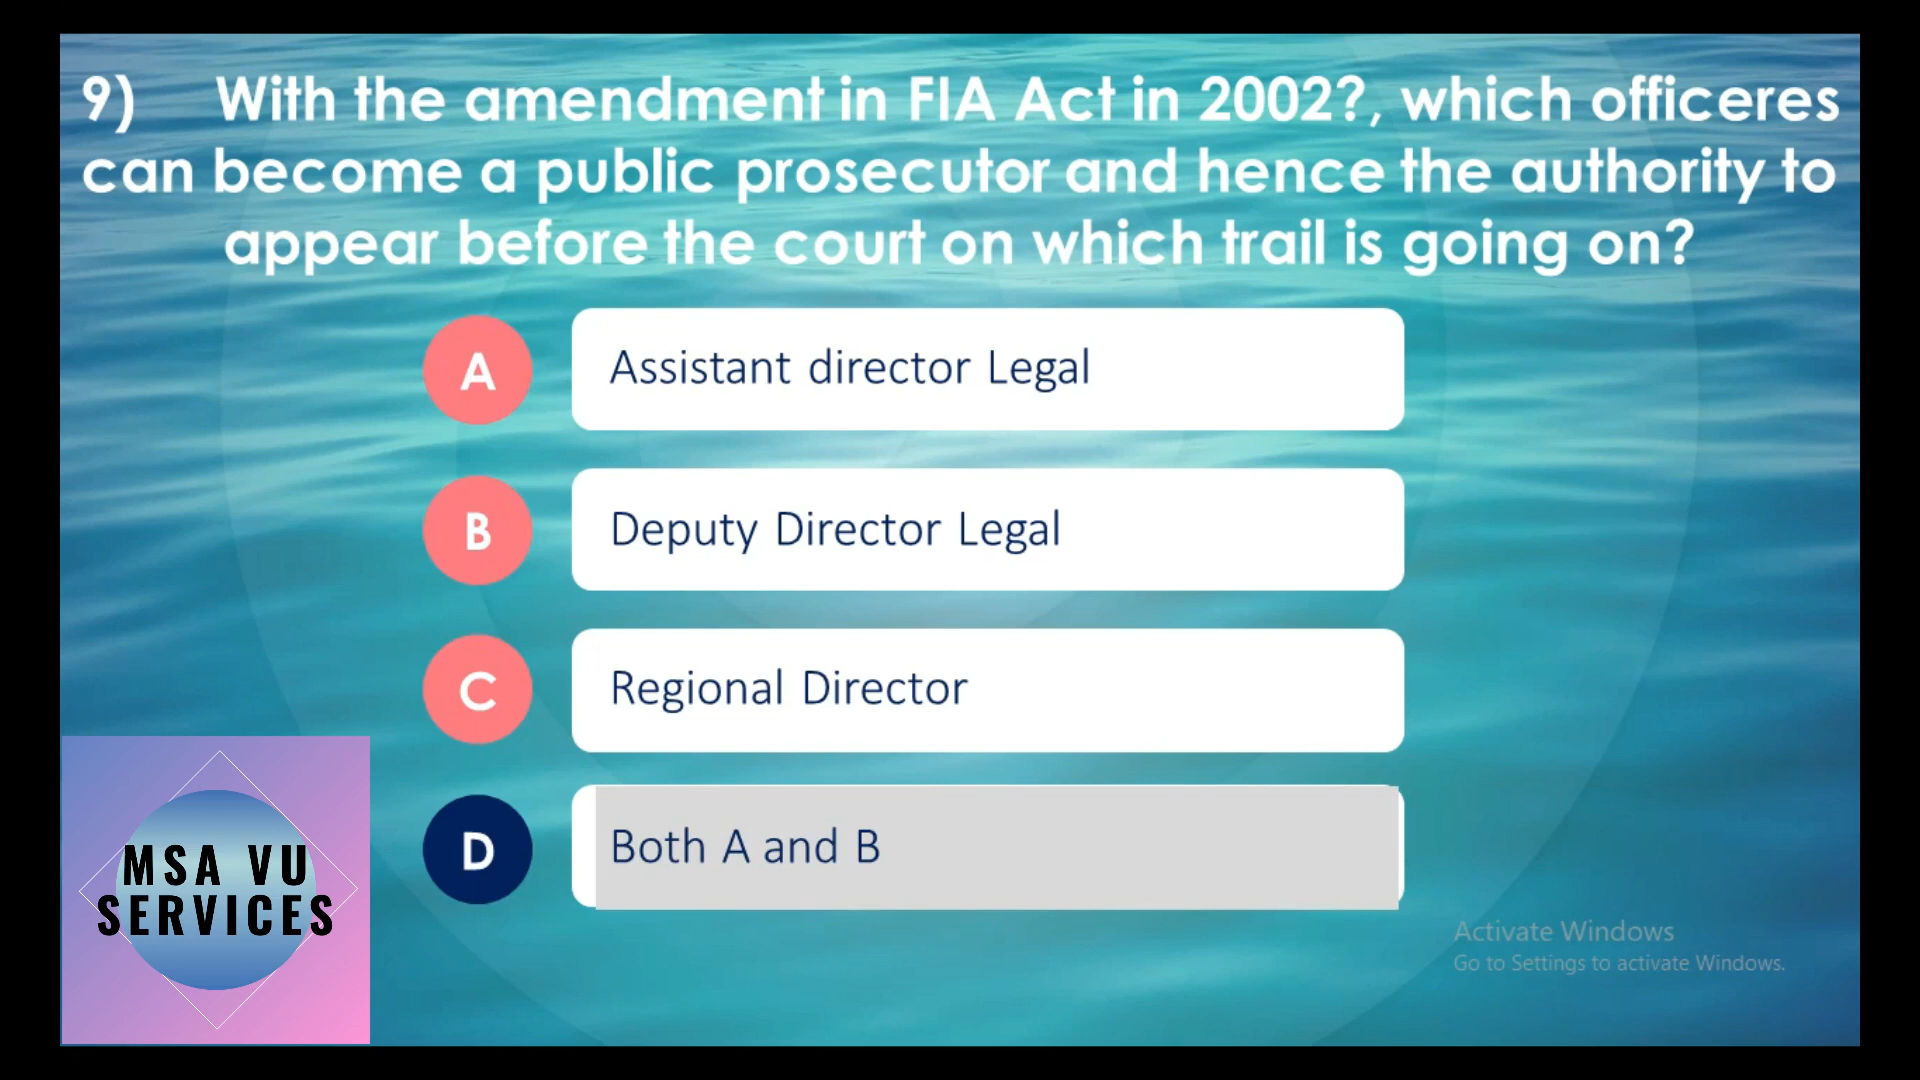 9) With the amendment in FIA Act in 2002?, which officeres
can become a public prosecutor and hence the authority to
appear before the court on which trail is going on?
A Assistant director Legal
B Deputy Director Legal
C Regional Director
D Both A and B
MSA VU
SERVICES
Activate Windows
Go to Settings to activate Windows.